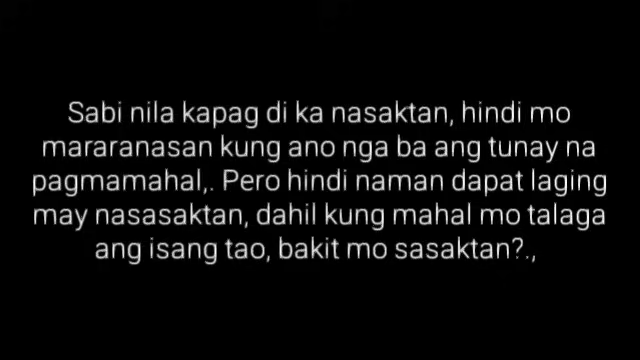 Sabi nila kapag di ka nasaktan, hindi mo
mararanasan kung ano nga ba ang tunay na
pagmamahal,. Pero hindi naman dapat laging
may nasasaktan, dahil kung mahal mo talaga
ang isang tao, bakit mo sasaktan?.,